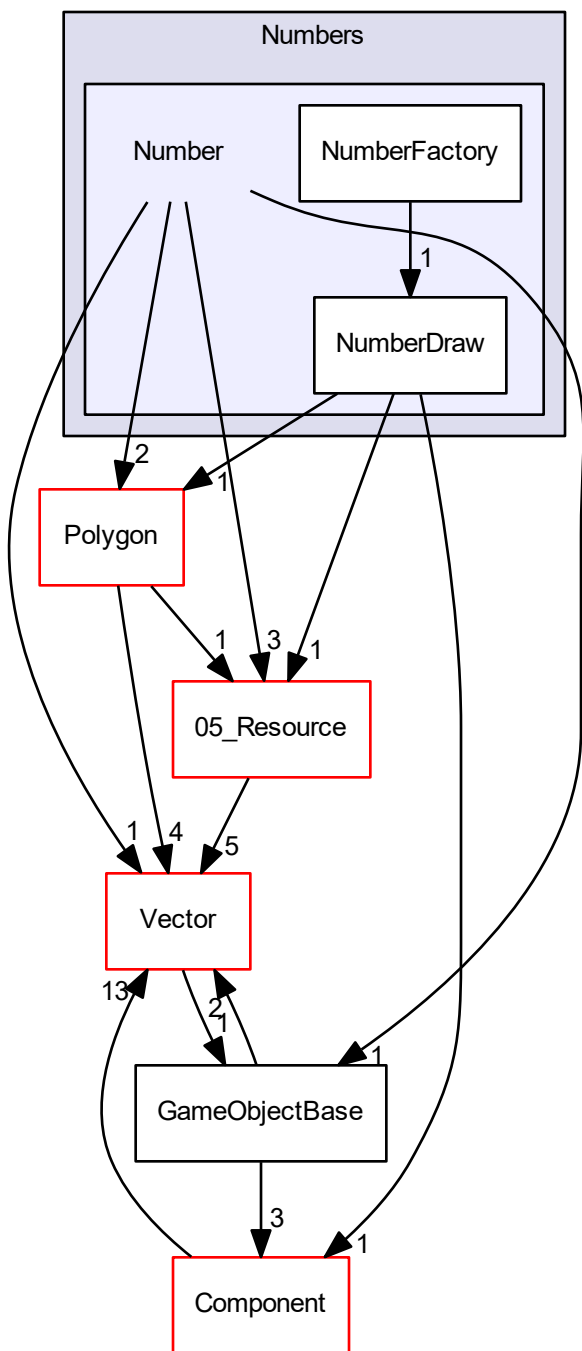 Numbers
Number
NumberFactory
1
NumberDraw
2
1
Polygon
1
3
1
05_Resource
1
4
5
Vector
13
2
1
1
GameObjectBase
3
1
Component